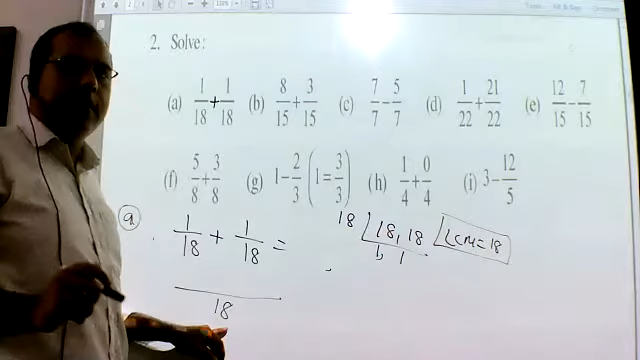 2. Solve:
(a) 1/18 + 1/18 (b) 8/15 + 3/15 (c) 7/7 − 5/7 (d) 1/22 + 21/22 (e) 12/15 − 7/15
(f) 5/8 + 3/8 (g) 1 − 2/3 (1 = 3/3) (h) 1/4 + 0/4 (i) 3 − 12/5
(a) 1/18 + 1/18 = 18 | 18, 18 LCM = 18
1, 1
18